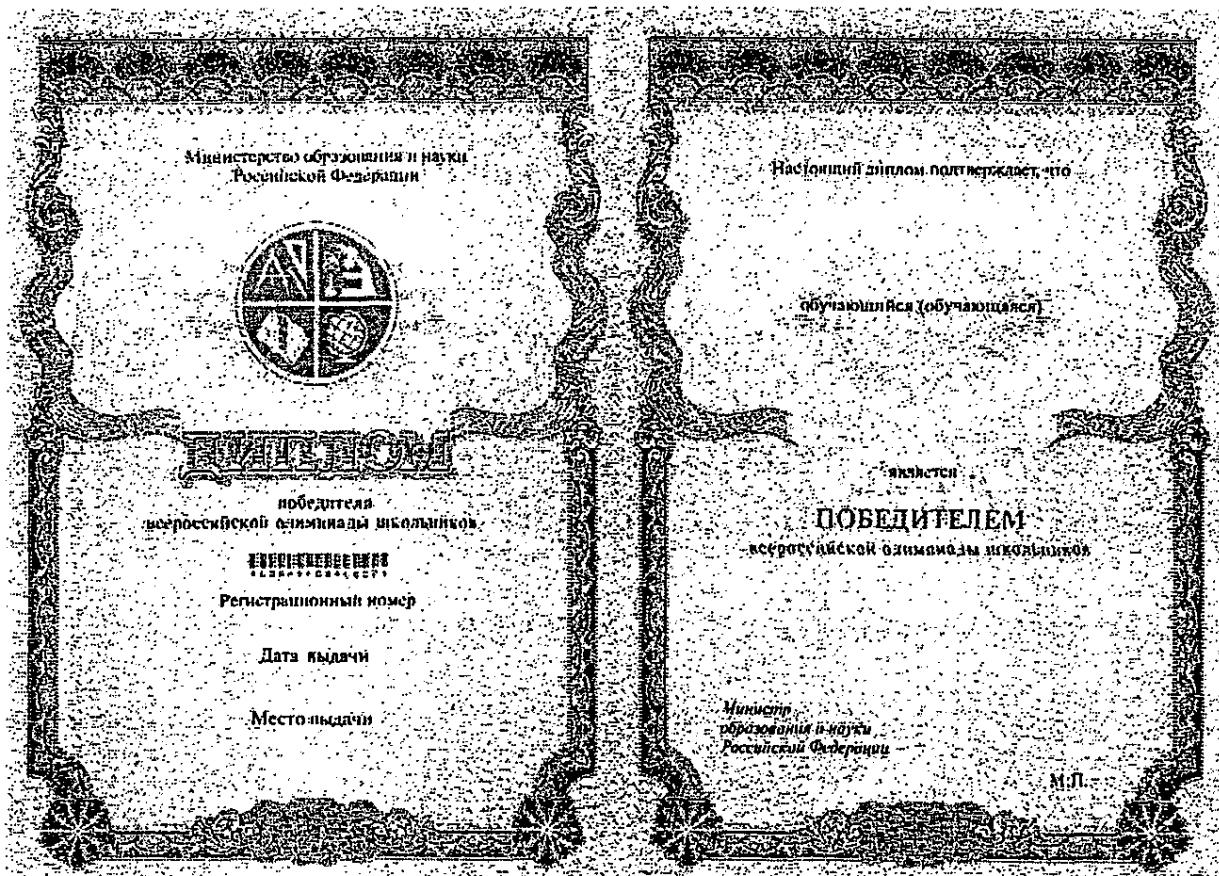 Министерство образования и науки
Российской Федерации
ДИПЛОМ
победителя
всероссийской олимпиады школьников
Регистрационный номер
Дата выдачи
Место выдачи
Настоящий диплом подтверждает, что
обучающийся (обучающаяся)
является
ПОБЕДИТЕЛЕМ
всероссийской олимпиады школьников
Министр
образования и науки
Российской Федерации
М.П.